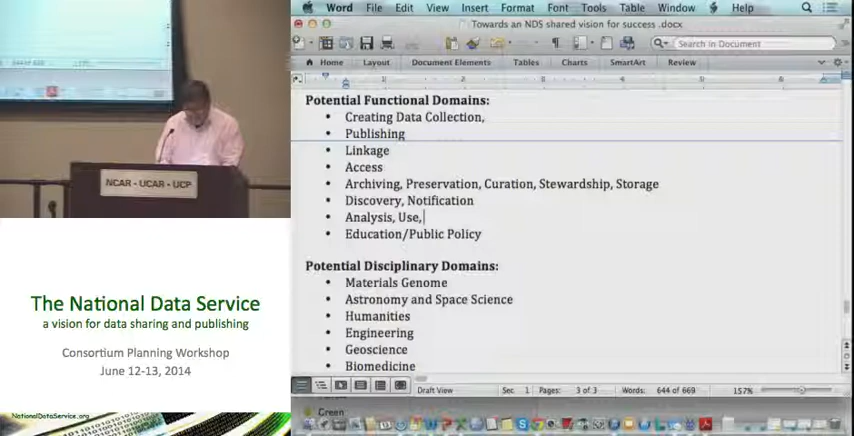 Word File Edit View Insert Format Font Tools Table Window Help
Towards an NDS shared vision for success .docx
Search in Document
Home Layout Document Elements Tables Charts SmartArt Review
Potential Functional Domains:
• Creating Data Collection,
• Publishing
• Linkage
• Access
• Archiving, Preservation, Curation, Stewardship, Storage
• Discovery, Notification
• Analysis, Use,
• Education/Public Policy
Potential Disciplinary Domains:
• Materials Genome
• Astronomy and Space Science
• Humanities
• Engineering
• Geoscience
• Biomedicine
Draft View Sec 1 Pages: 3 of 3 Words: 644 of 669 157%
Green
NCAR - UCAR - UCP
The National Data Service
a vision for data sharing and publishing
Consortium Planning Workshop
June 12-13, 2014
NationalDataService.org